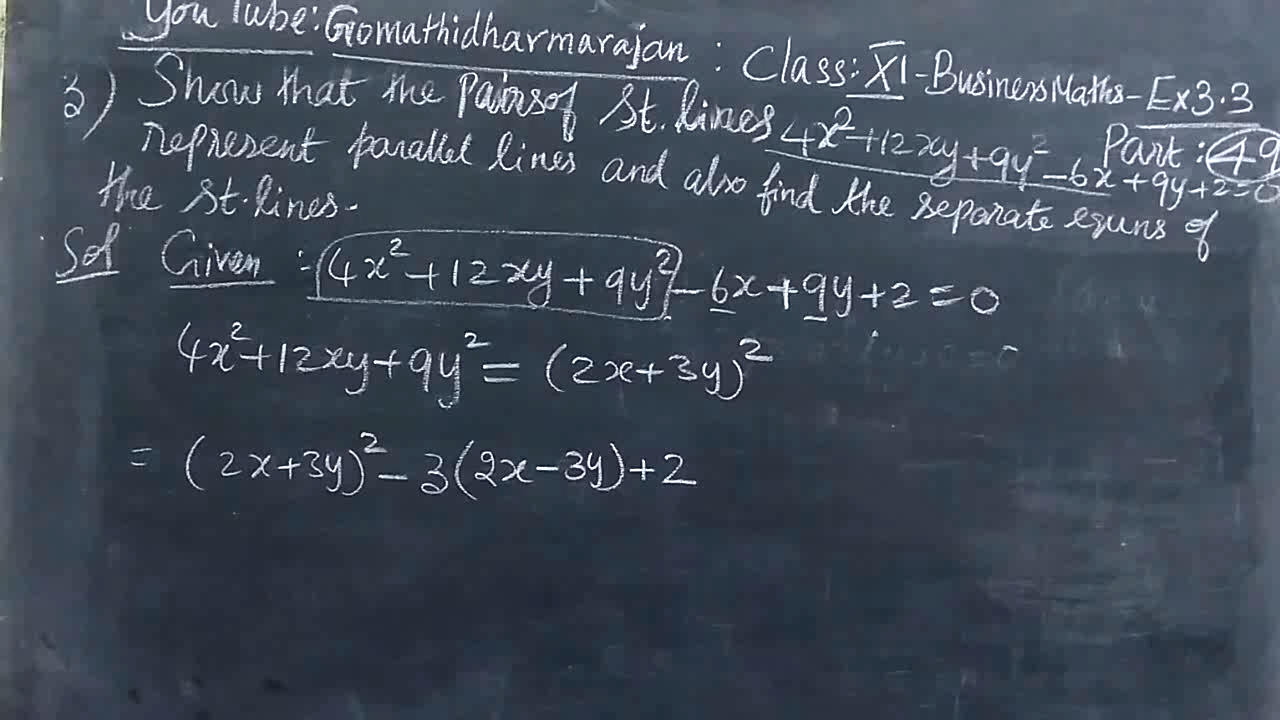 YouTube: Gomathidharmarajan : Class: XI - Business Maths - Ex 3.3
Part: 49
3) Show that the pairs of St. lines 4x²+12xy+9y²-6x+9y+2=0
represent parallel lines and also find the separate equns of
the st. lines.
Sol Given :- 4x²+12xy+9y²-6x+9y+2=0
4x²+12xy+9y² = (2x+3y)²
= (2x+3y)²-3(2x-3y)+2